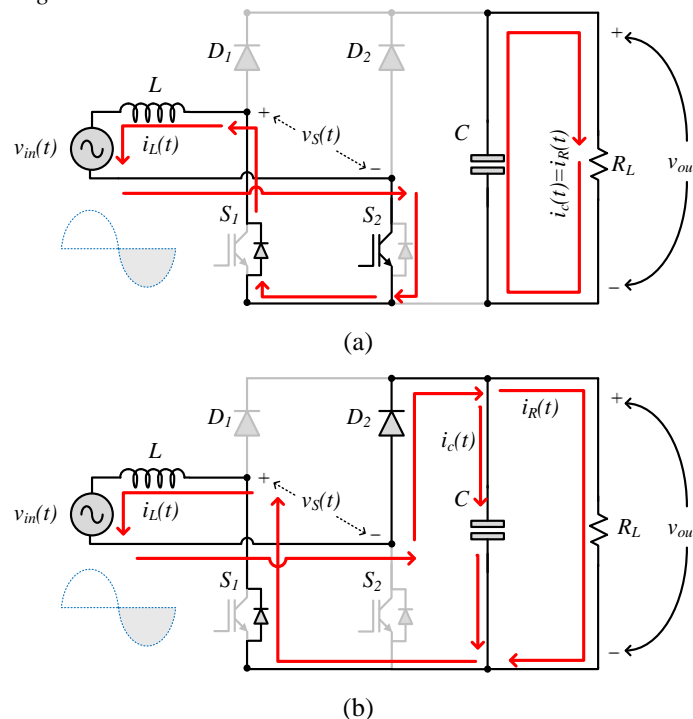 D1 D2
L
+
vin(t) iL(t) vS(t) C ic(t)=iR(t) RL vou
−
S1 S2
+
−
(a)
D1 D2 iR(t)
ic(t)
L
+
vin(t) iL(t) vS(t) C RL vou
−
S1 S2
+
−
(b)